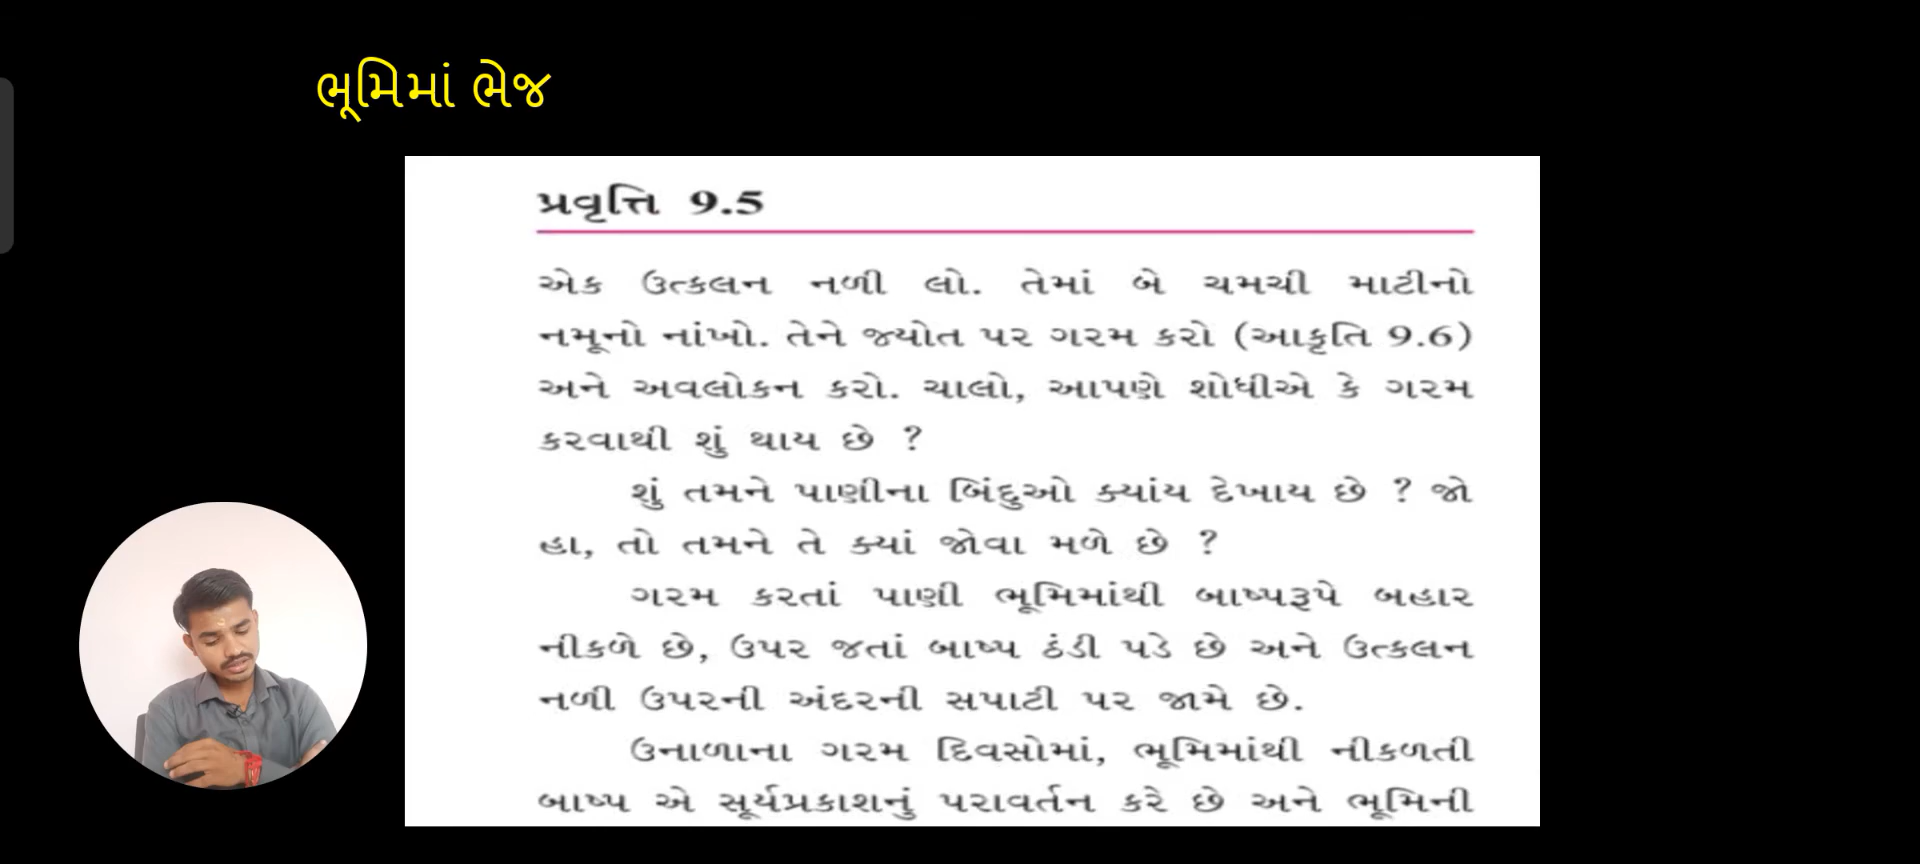 ભૂમિમાં ભેજ
પ્રવૃત્તિ 9.5
એક ઉત્કલન નળી લો. તેમાં બે ચમચી માટીનો
નમૂનો નાંખો. તેને જ્યોત પર ગરમ કરો (આકૃતિ 9.6)
અને અવલોકન કરો. ચાલો, આપણે શોધીએ કે ગરમ
કરવાથી શું થાય છે ?
શું તમને પાણીના બિંદુઓ ક્યાંય દેખાય છે ? જો
હા, તો તમને તે ક્યાં જોવા મળે છે ?
ગરમ કરતાં પાણી ભૂમિમાંથી બાષ્પરૂપે બહાર
નીકળે છે, ઉપર જતાં બાષ્પ ઠંડી પડે છે અને ઉત્કલન
નળી ઉપરની અંદરની સપાટી પર જામે છે.
ઉનાળાના ગરમ દિવસોમાં, ભૂમિમાંથી નીકળતી
બાષ્પ એ સૂર્યપ્રકાશનું પરાવર્તન કરે છે અને ભૂમિની